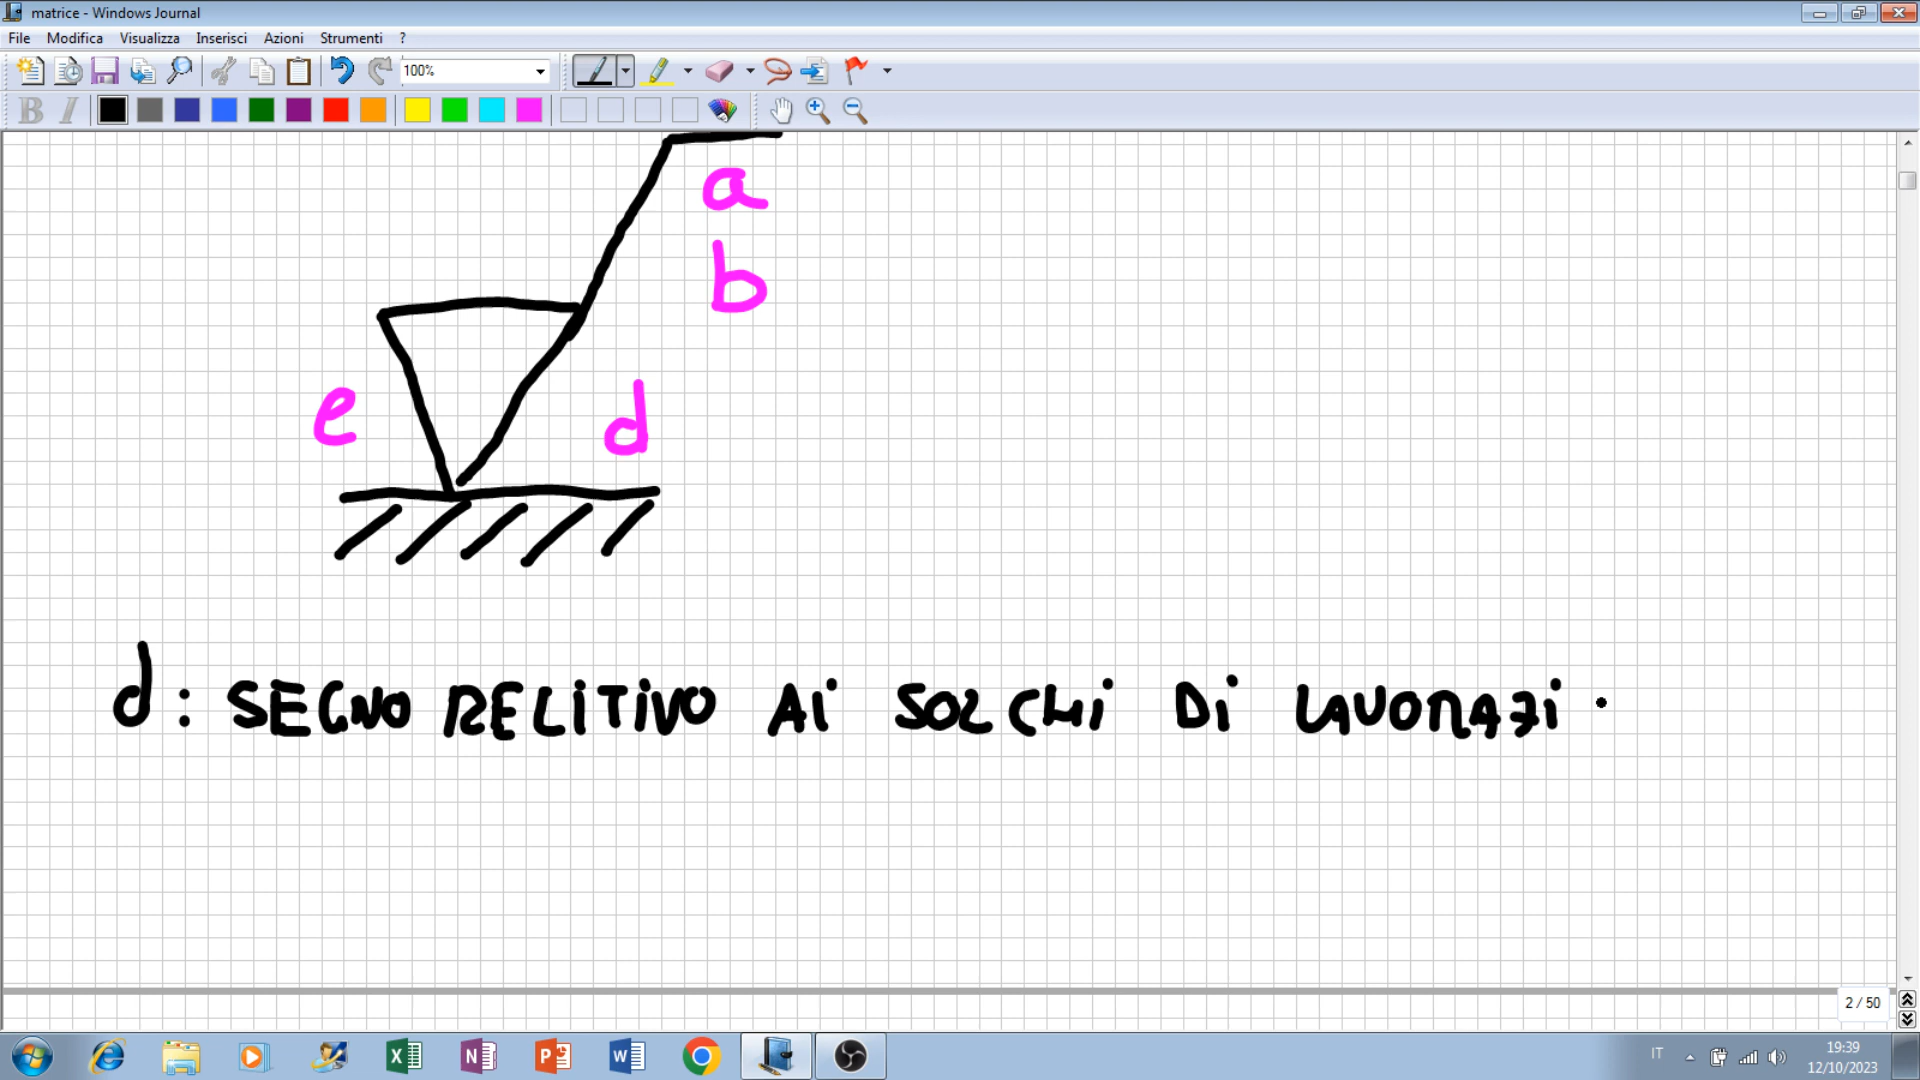 matrice - Windows Journal
File Modifica Visualizza Inserisci Azioni Strumenti ?
100%
B I
a
b
e d
d: SEGNO RELITIVO Ai SOLCHi Di LAVORAZi
2 / 50
IT 19:39
12/10/2023